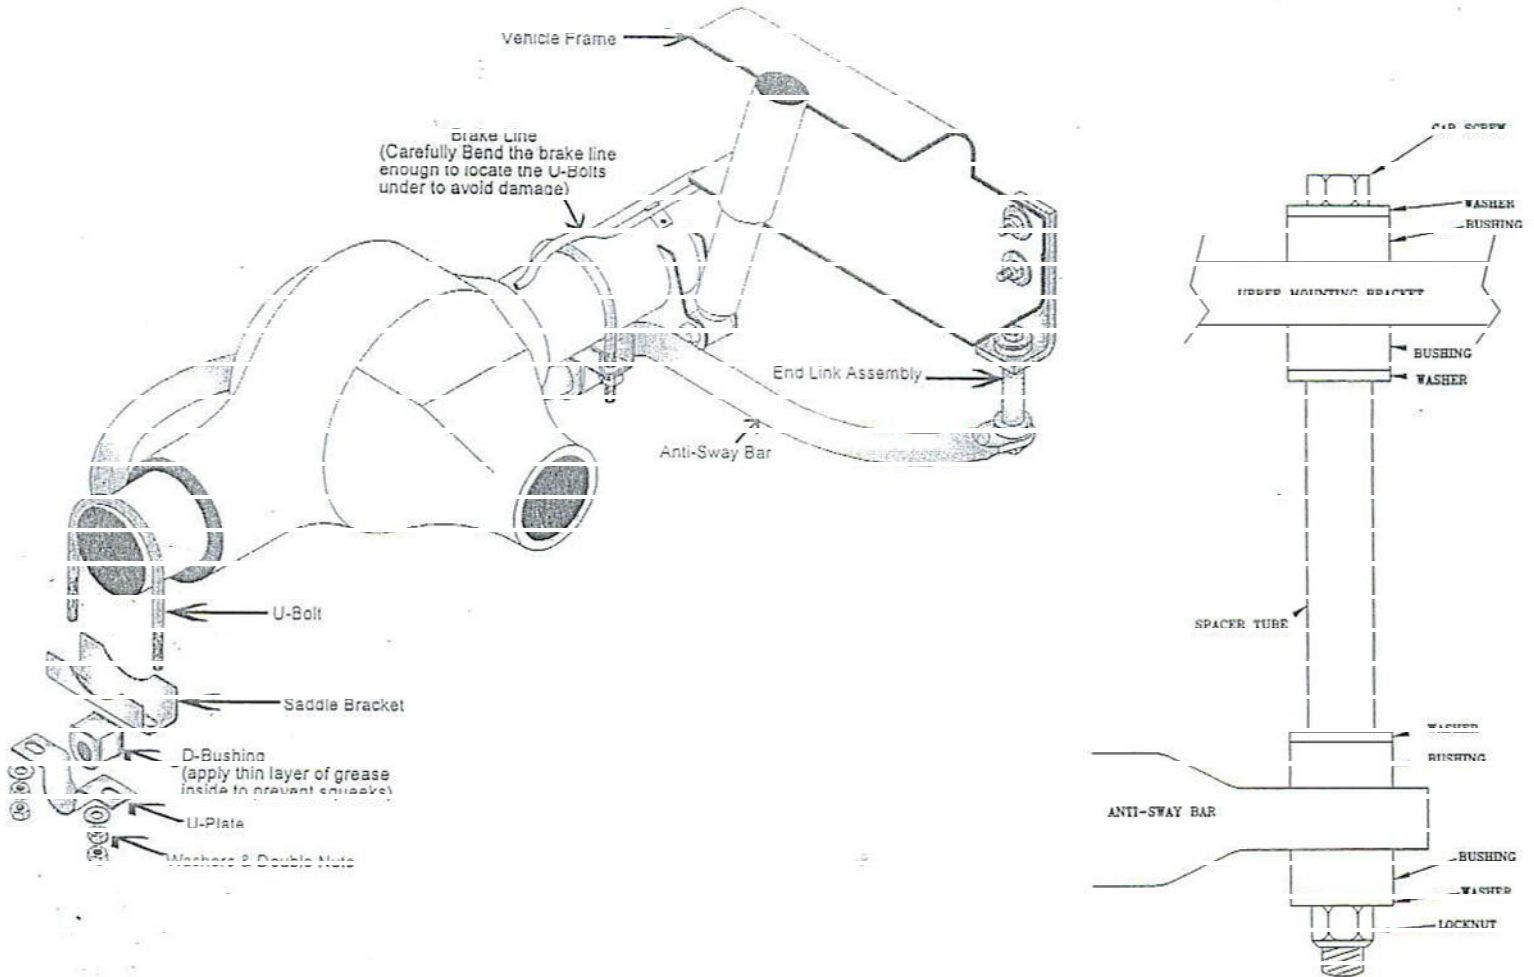 Vehicle Frame
Brake Line
(Carefully Bend the brake line
enough to locate the U-Bolts
under to avoid damage)
End Link Assembly
Anti-Sway Bar
U-Bolt
Saddle Bracket
D-Bushing
(apply thin layer of grease
inside to prevent squeeks)
U-Plate
Washers & Double Nuts
CAP SCREW
WASHER
BUSHING
UPPER MOUNTING BRACKET
BUSHING
WASHER
SPACER TUBE
WASHER
BUSHING
ANTI-SWAY BAR
BUSHING
WASHER
LOCKNUT